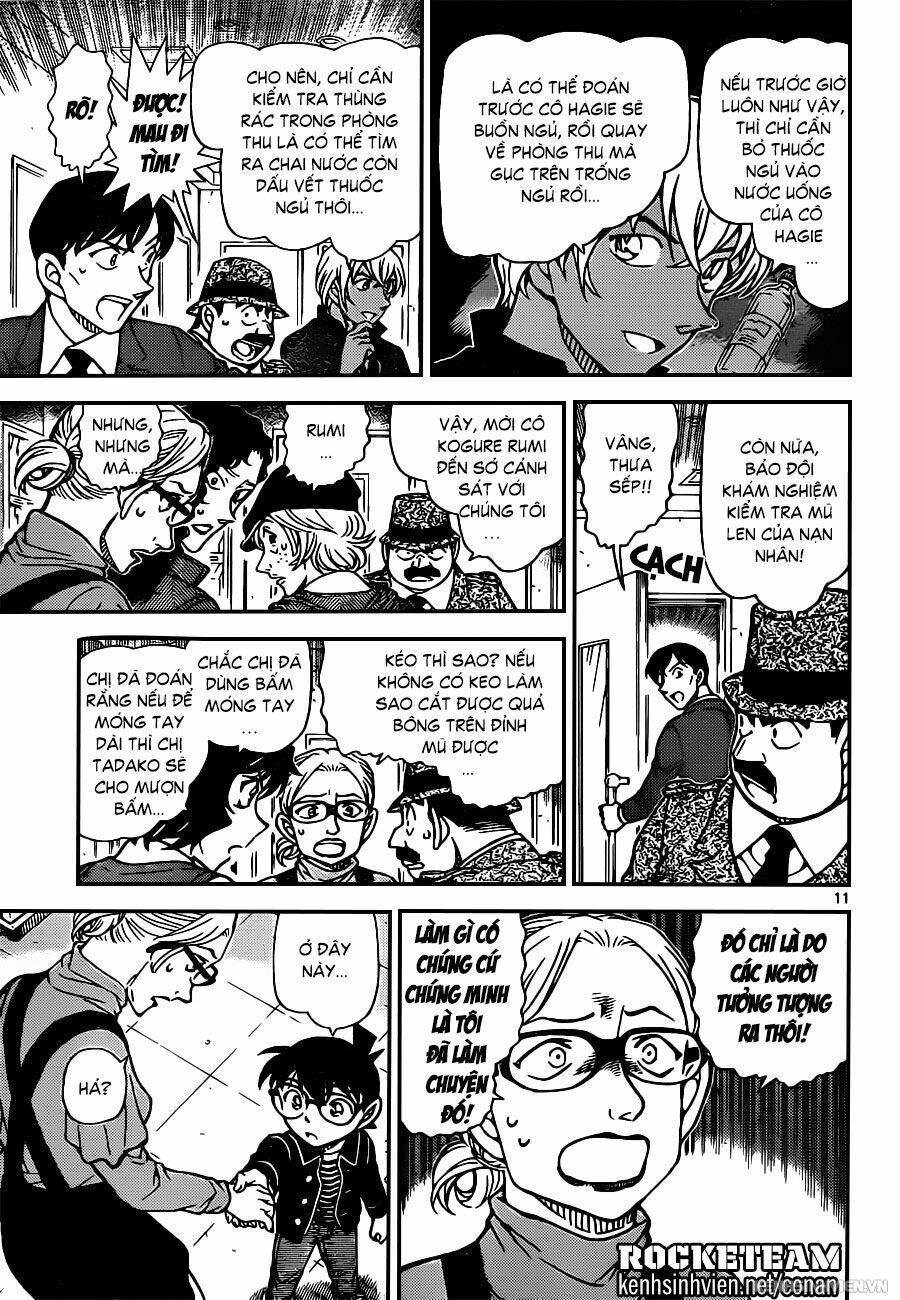 NẾU TRƯỚC GIỜ
LUÔN NHƯ VẬY,
THÌ CHỈ CẦN
BỎ THUỐC
NGỦ VÀO
NƯỚC UỐNG
CỦA CÔ
HAGIE
...
LÀ CÓ THỂ ĐOÁN
TRƯỚC CÔ HAGIE SẼ
BUỒN NGỦ, RỒI QUAY
VỀ PHÒNG THU MÀ
GỤC TRÊN TRỐNG
NGỦ RỒI...
CHO NÊN, CHỈ CẦN
KIỂM TRA THÙNG
RÁC TRONG PHÒNG
THU LÀ CÓ THỂ TÌM
RA CHAI NƯỚC CÒN
DẤU VẾT THUỐC
NGỦ THÔI...
ĐƯỢC!
MAU ĐI
TÌM!
RÕ!
CÒN NỮA,
BẢO ĐỘI
KHÁM NGHIỆM
KIỂM TRA MŨ
LEN CỦA NẠN
NHÂN!
VÂNG,
THƯA
SẾP!!
CẠCH
VẬY, MỜI CÔ
KOGURE RUMI
ĐẾN SỞ CẢNH
SÁT VỚI
CHÚNG TÔI
...
RUMI
...
NHƯNG,
NHƯNG
MÀ...
KÉO THÌ SAO? NẾU
KHÔNG CÓ KEO LÀM
SAO CẮT ĐƯỢC QUẢ
BÔNG TRÊN ĐỈNH
MŨ ĐƯỢC
...
CHẮC CHỊ ĐÃ
DÙNG BẤM
MÓNG TAY
...
CHỊ ĐÃ ĐOÁN
RẰNG NẾU ĐỂ
MÓNG TAY
DÀI THÌ CHỊ
TADAKO SẼ
CHO MƯỢN
BẤM...
11
ĐÓ CHỈ LÀ DO
CÁC NGƯỜI
TƯỞNG TƯỢNG
RA THÔI!
LÀM GÌ CÓ
CHỨNG CỨ
CHỨNG MINH
LÀ TÔI
ĐÃ LÀM
CHUYỆN
ĐÓ!
Ở ĐÂY
NÀY...
HẢ?
ROCKETEAM
kenhsinhvien.net/conan